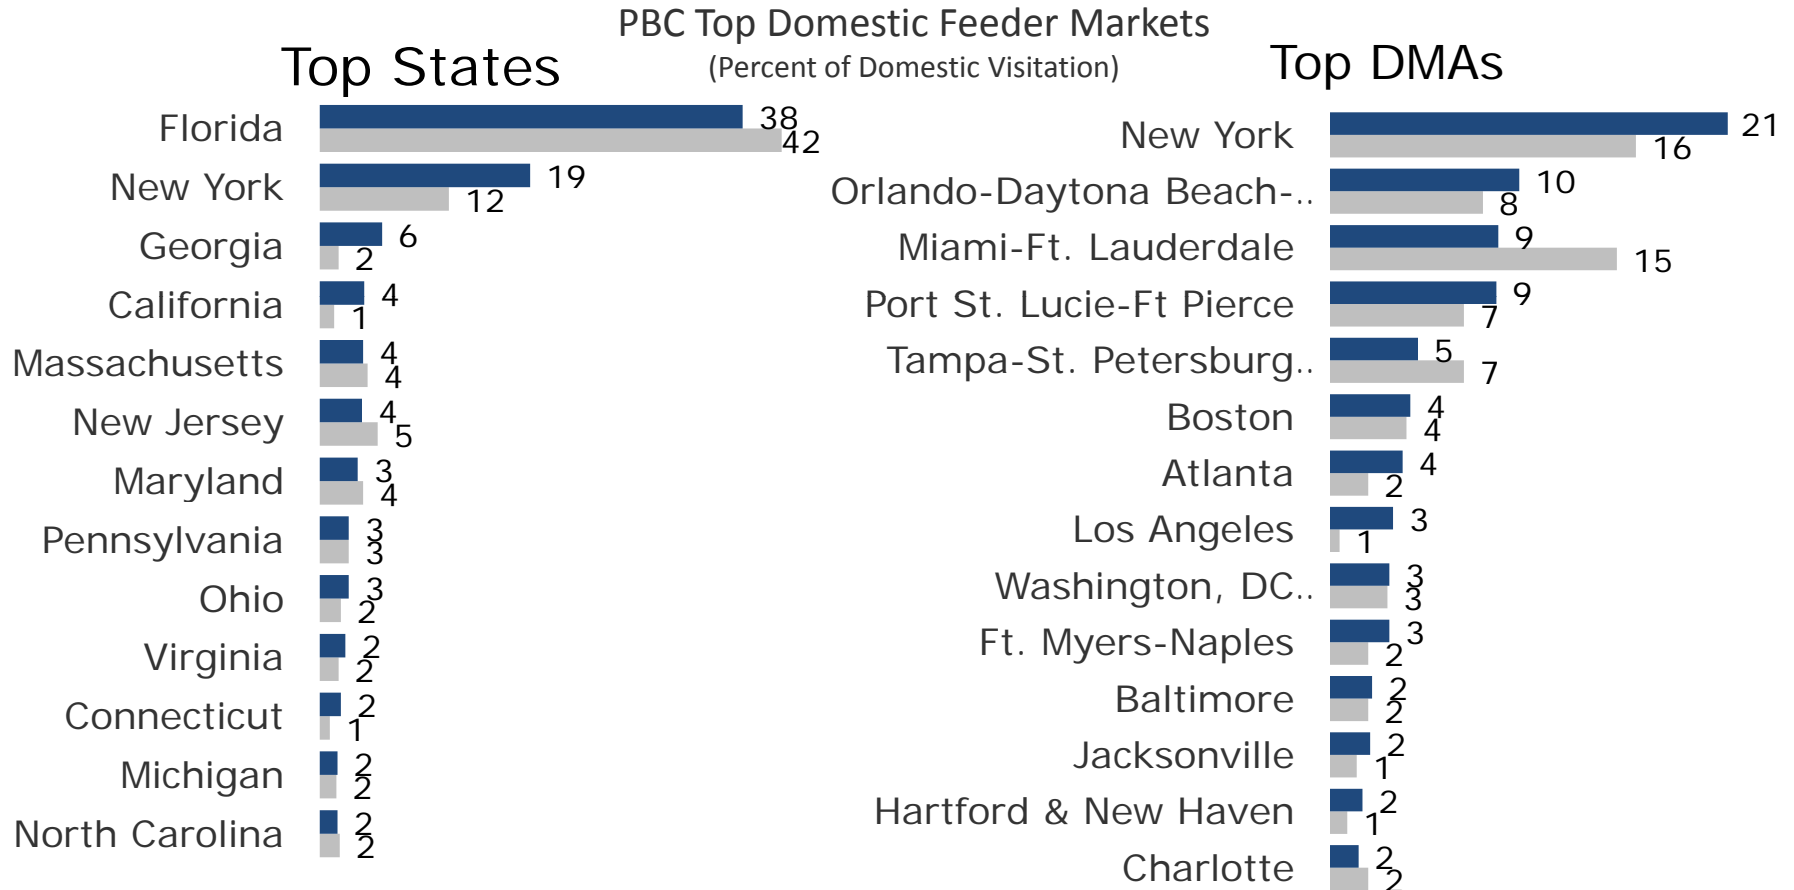 PBC Top Domestic Feeder Markets
(Percent of Domestic Visitation)
Top States
Florida 38 42
New York 19 12
Georgia 6 2
California 4 1
Massachusetts 4 4
New Jersey 4 5
Maryland 3 4
Pennsylvania 3 3
Ohio 3 2
Virginia 2 2
Connecticut 2 1
Michigan 2 2
North Carolina 2 2
Top DMAs
New York 21 16
Orlando-Daytona Beach-.. 10 8
Miami-Ft. Lauderdale 9 15
Port St. Lucie-Ft Pierce 9 7
Tampa-St. Petersburg.. 5 7
Boston 4 4
Atlanta 4 2
Los Angeles 3 1
Washington, DC.. 3 3
Ft. Myers-Naples 3 2
Baltimore 2 2
Jacksonville 2 1
Hartford & New Haven 2 1
Charlotte 2 2